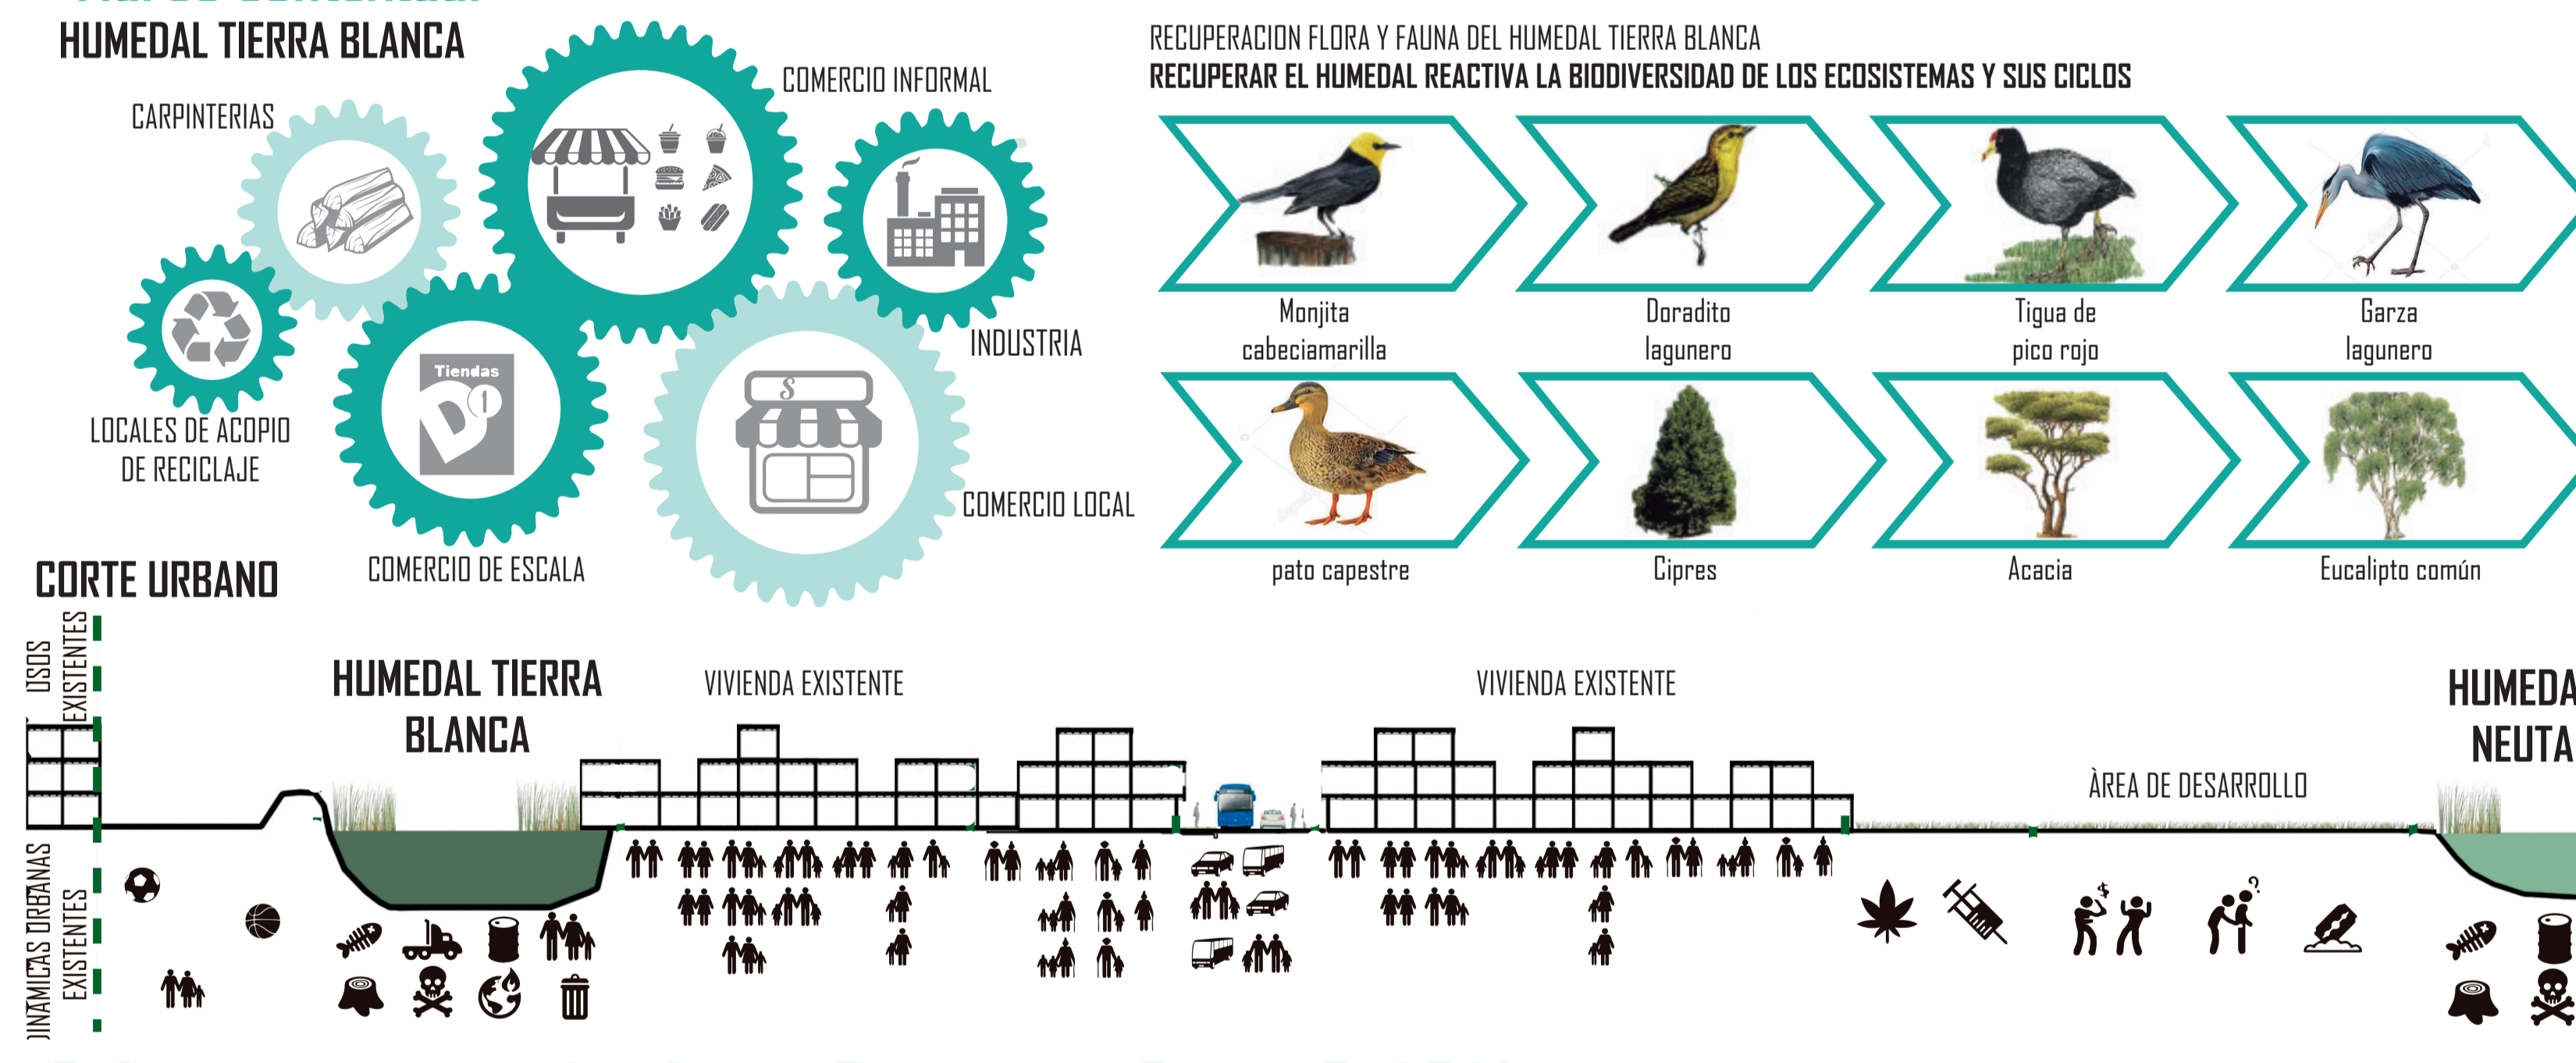 HUMEDAL TIERRA BLANCA
CARPINTERIAS
COMERCIO INFORMAL
INDUSTRIA
LOCALES DE ACOPIO
DE RECICLAJE
Tiendas
D1
S
COMERCIO LOCAL
COMERCIO DE ESCALA
RECUPERACION FLORA Y FAUNA DEL HUMEDAL TIERRA BLANCA
RECUPERAR EL HUMEDAL REACTIVA LA BIODIVERSIDAD DE LOS ECOSISTEMAS Y SUS CICLOS
Monjita
cabeciamarilla
Doradito
lagunero
Tigua de
pico rojo
Garza
lagunero
pato capestre
Cipres
Acacia
Eucalipto común
CORTE URBANO
USOS
EXISTENTES
HUMEDAL TIERRA
BLANCA
VIVIENDA EXISTENTE
VIVIENDA EXISTENTE
ÀREA DE DESARROLLO
HUMEDA
NEUTA
DINAMICAS URBANAS
EXISTENTES
$
?